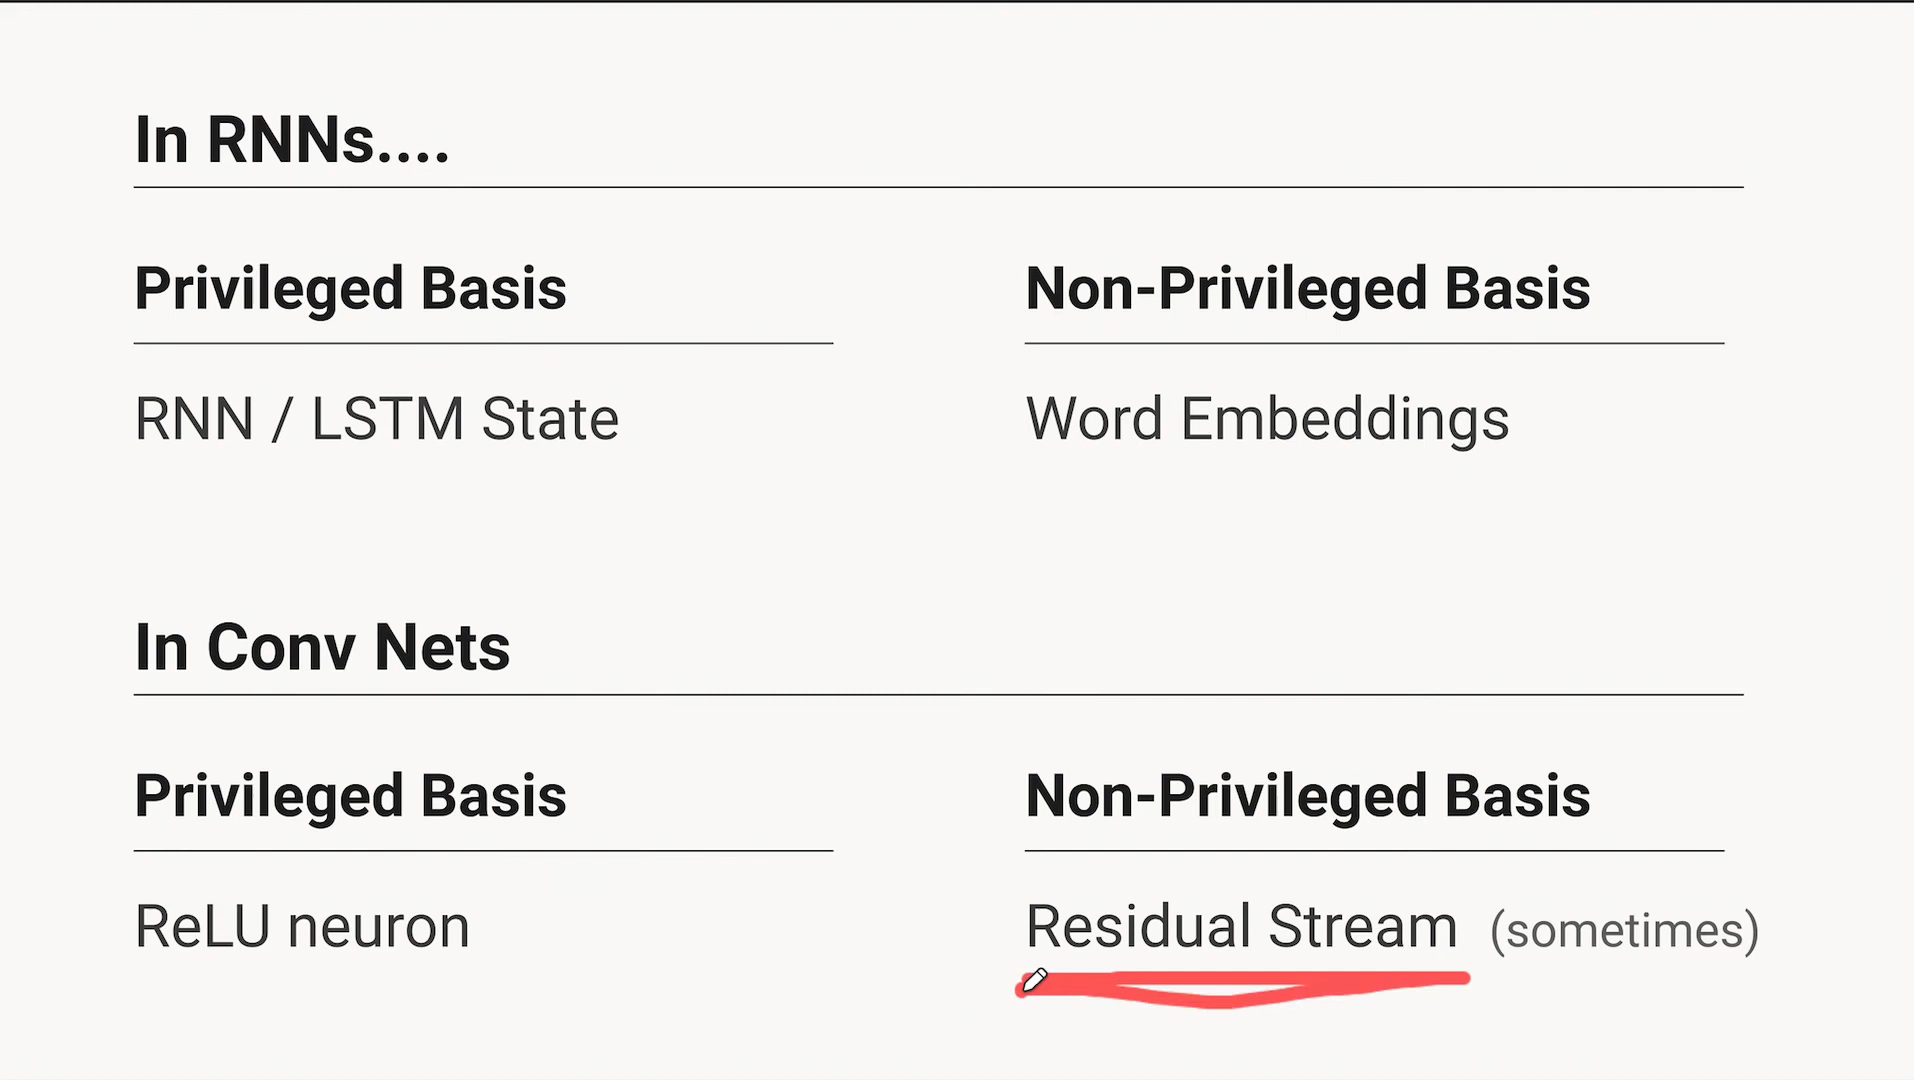 In RNNs....
Privileged Basis
Non-Privileged Basis
RNN / LSTM State
Word Embeddings
In Conv Nets
Privileged Basis
Non-Privileged Basis
ReLU neuron
Residual Stream (sometimes)